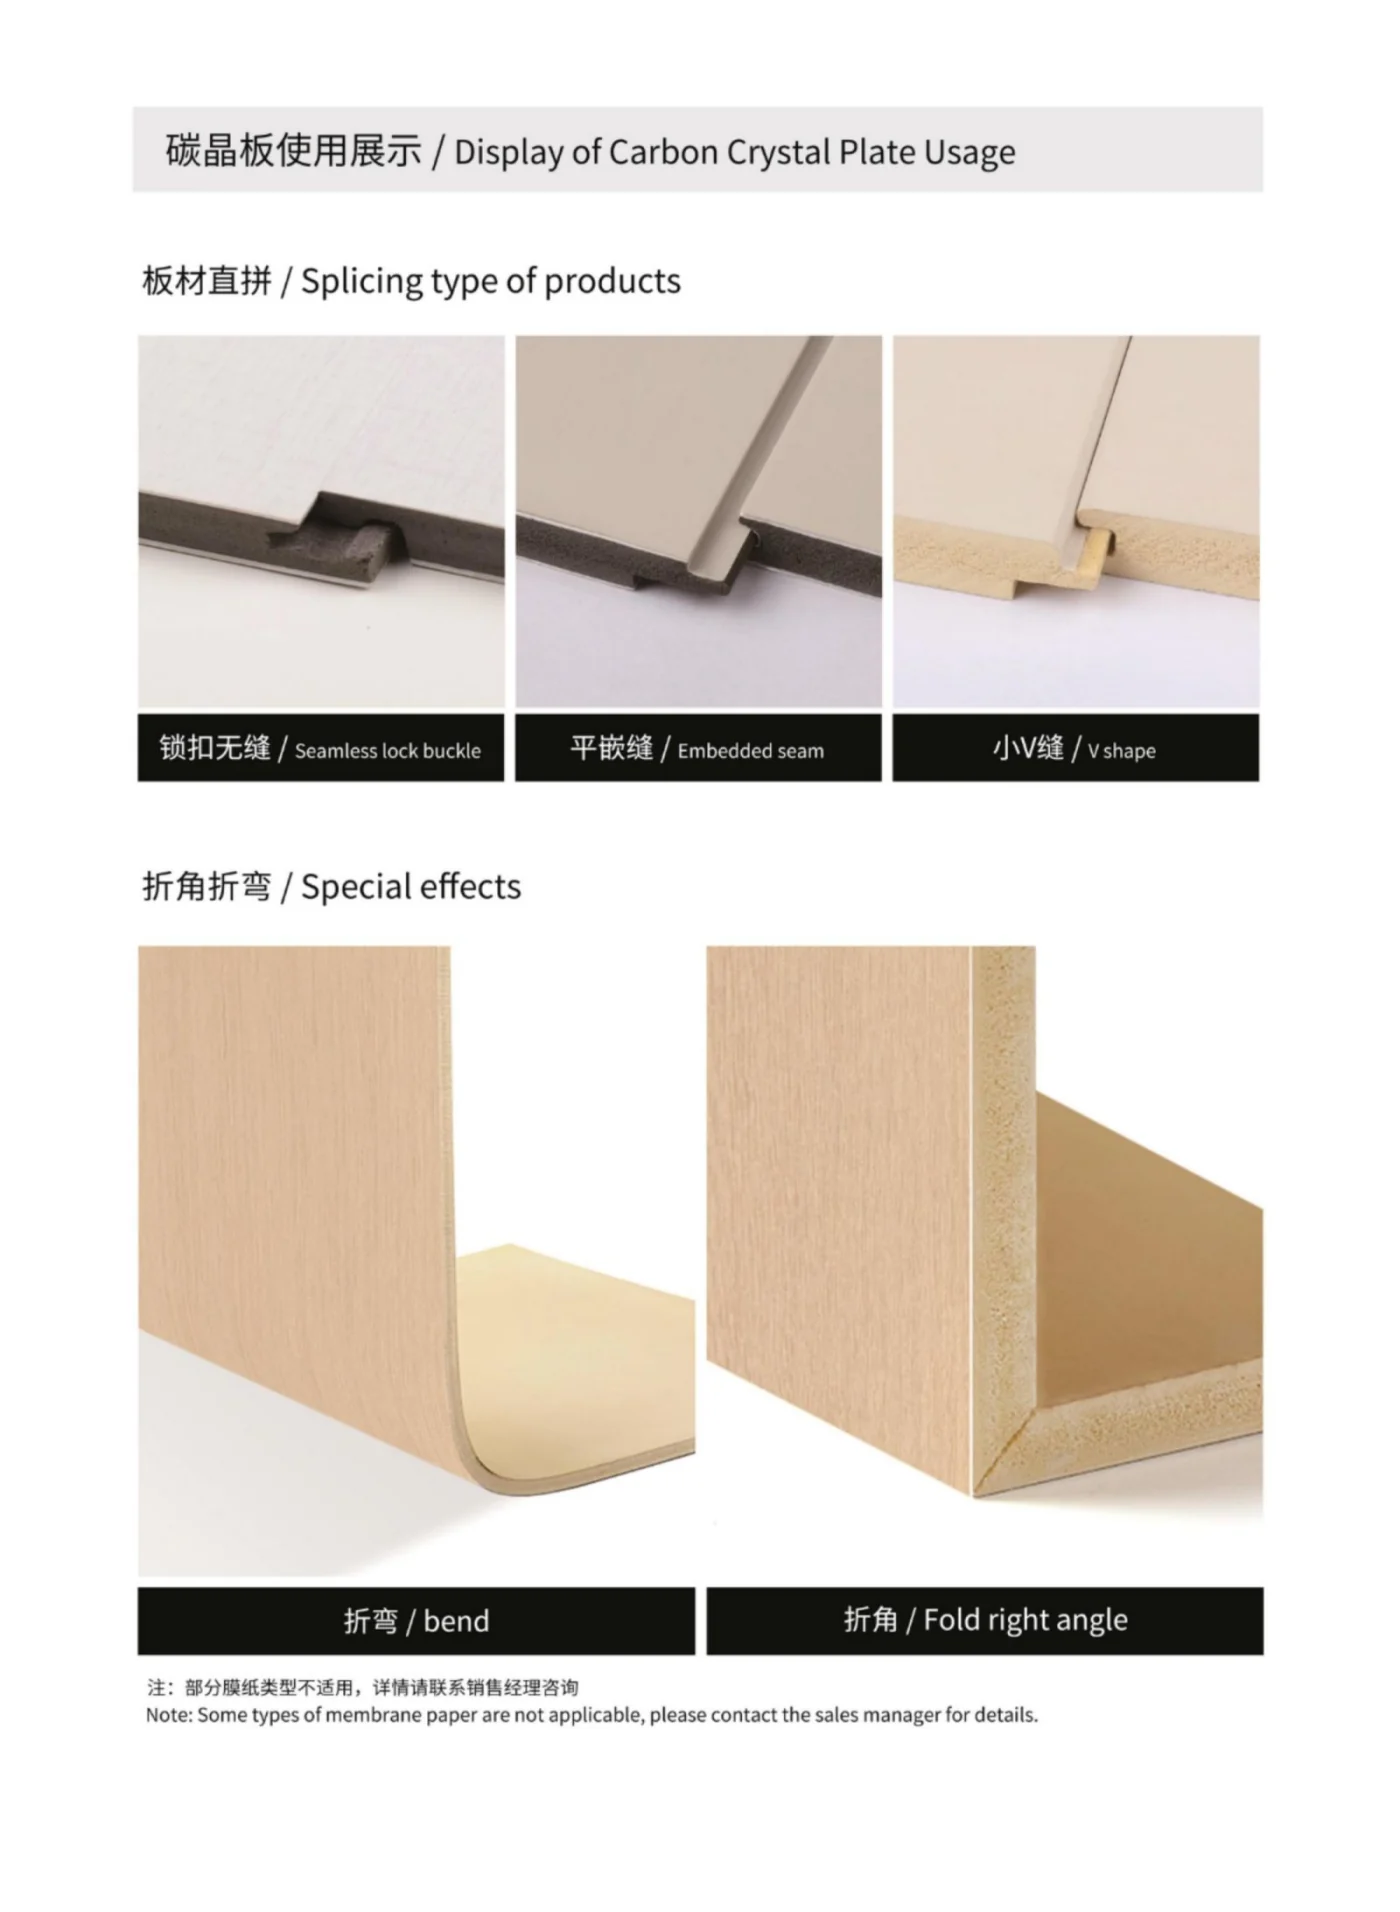 碳晶板使用展示 / Display of Carbon Crystal Plate Usage
板材直拼 / Splicing type of products
锁扣无缝 / Seamless lock buckle
平嵌缝 / Embedded seam
小V缝 / V shape
折角折弯 / Special effects
折弯 / bend
折角 / Fold right angle
注：部分膜纸类型不适用，详情请联系销售经理咨询
Note: Some types of membrane paper are not applicable, please contact the sales manager for details.